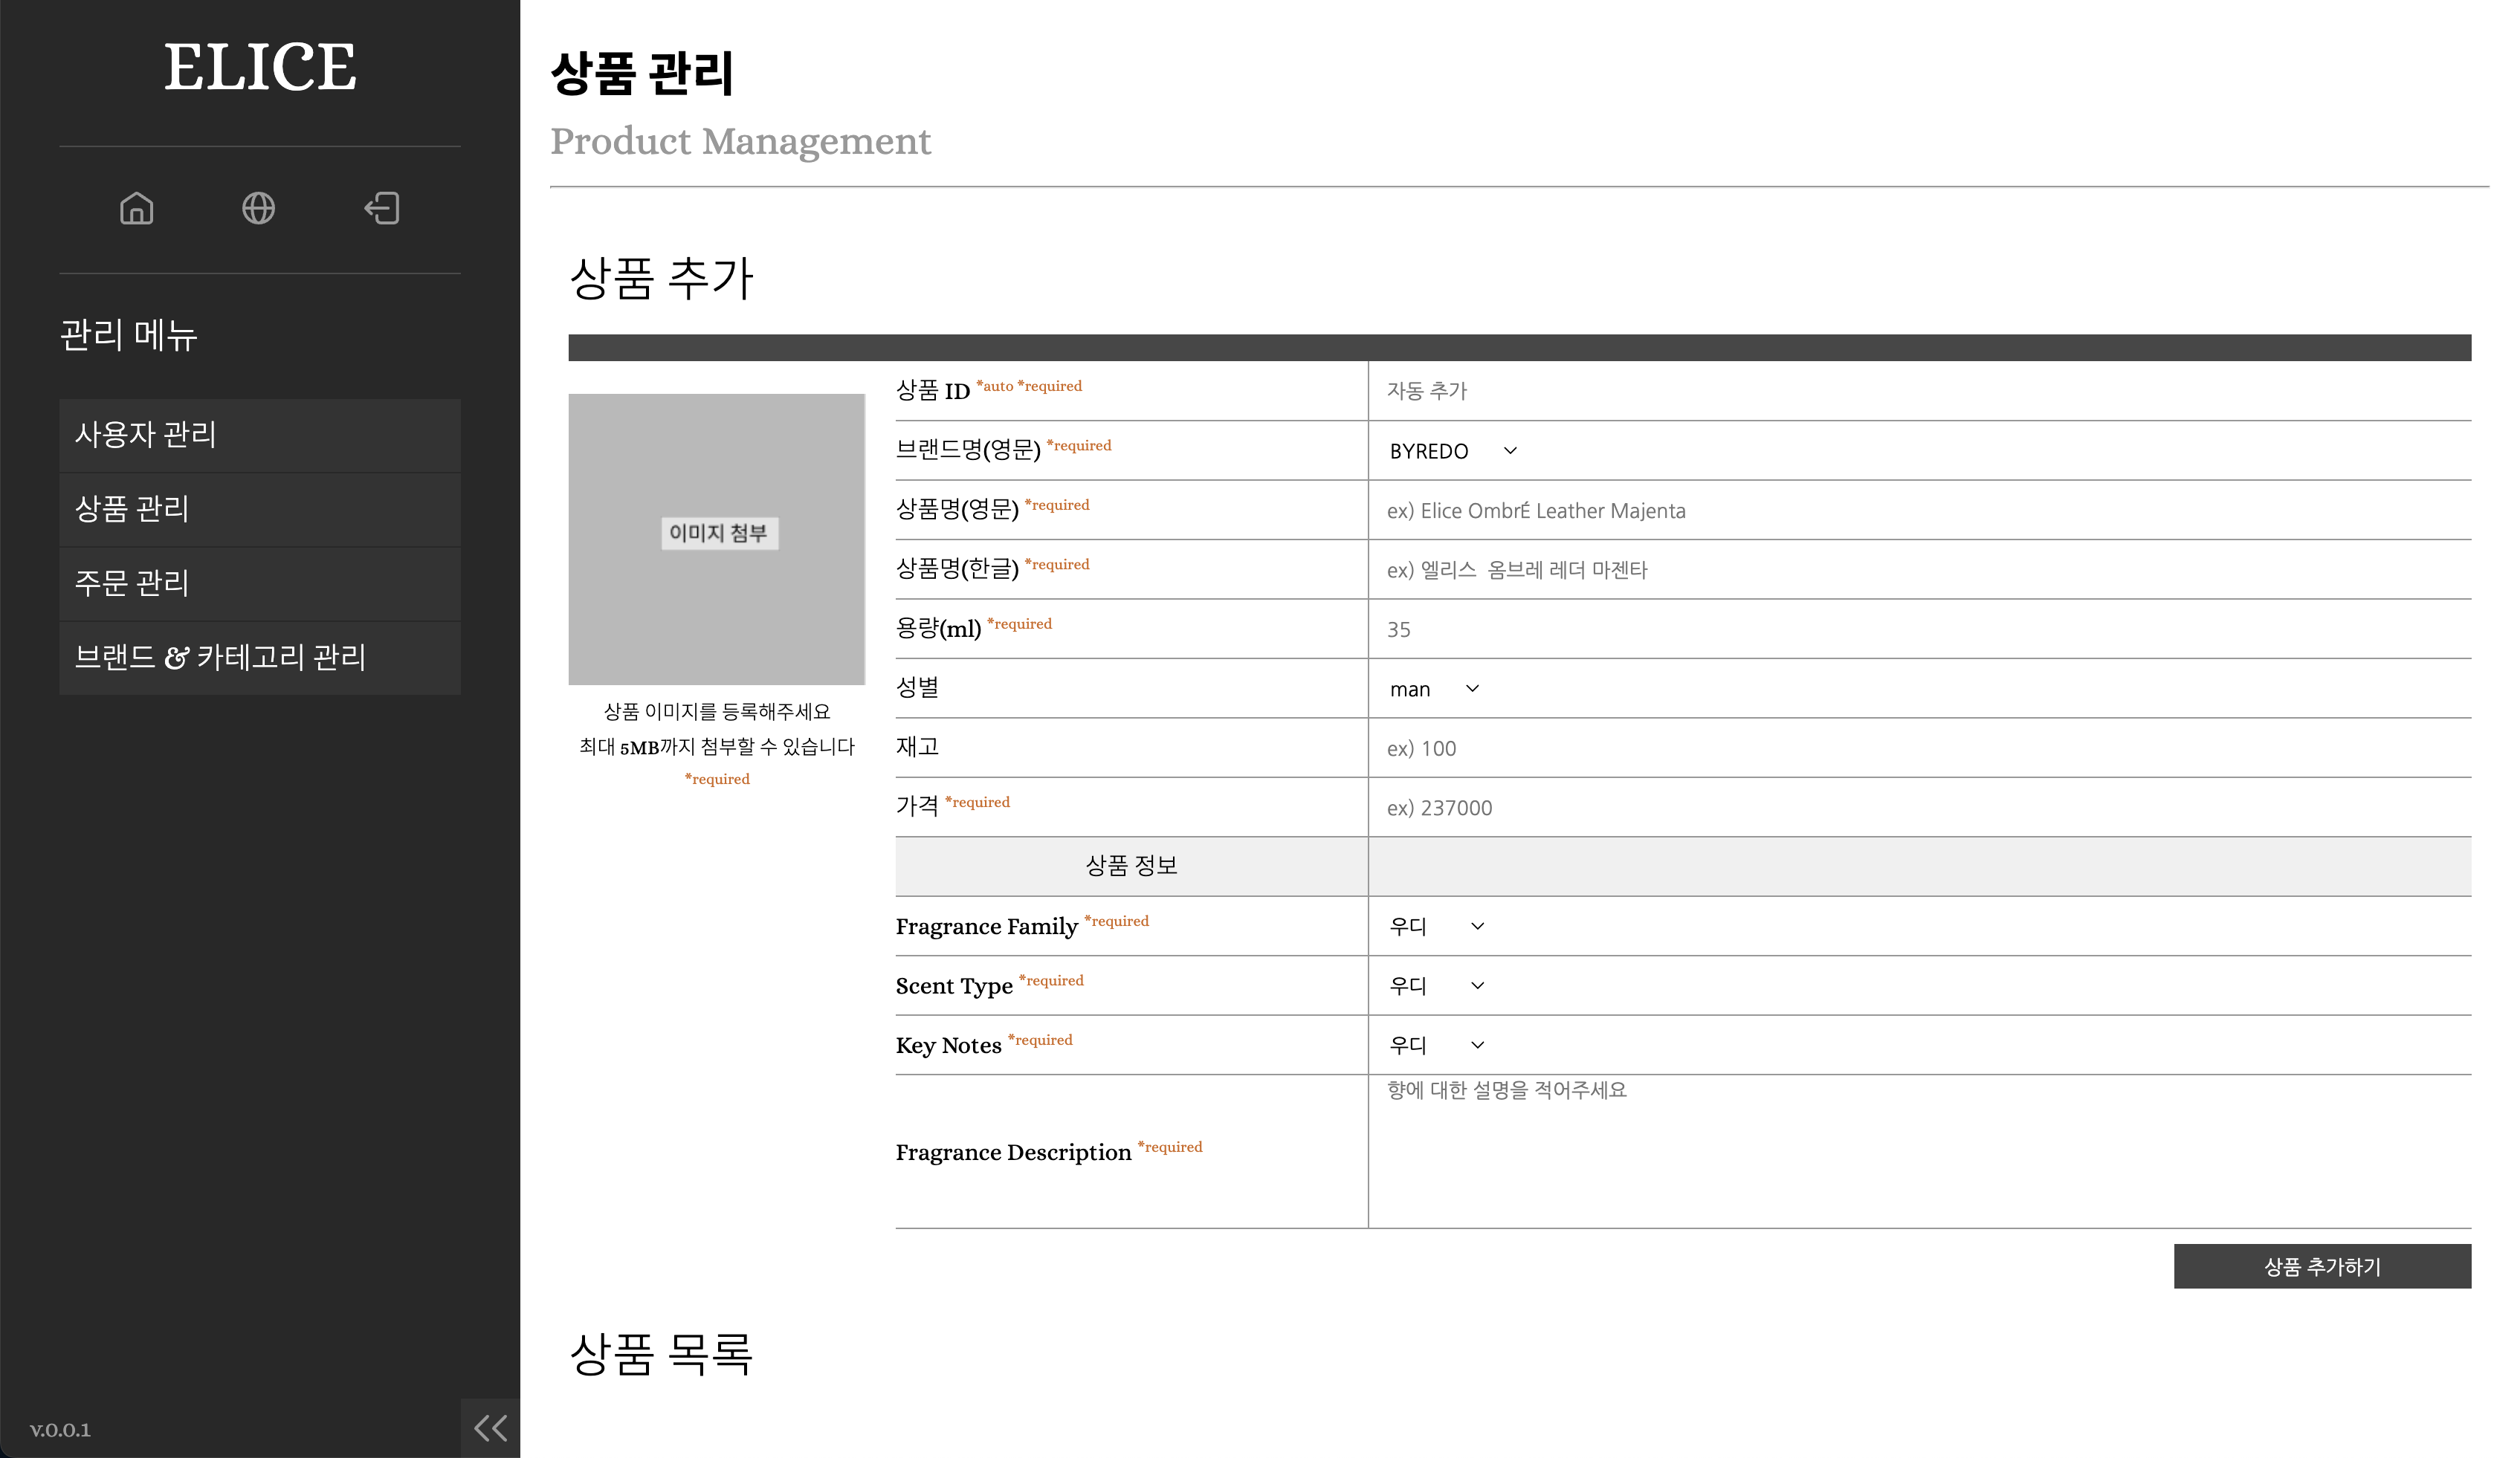 ELICE
관리 메뉴
사용자 관리
상품 관리
주문 관리
브랜드 & 카테고리 관리
v.0.0.1
상품 관리
Product Management
상품 추가
이미지 첨부
상품 이미지를 등록해주세요
최대 5MB까지 첨부할 수 있습니다
*required
상품 ID *auto *required 자동 추가
브랜드명(영문) *required BYREDO
상품명(영문) *required ex) Elice OmbrÉ Leather Majenta
상품명(한글) *required ex) 엘리스 옴브레 레더 마젠타
용량(ml) *required 35
성별 man
재고 ex) 100
가격 *required ex) 237000
상품 정보
Fragrance Family *required 우디
Scent Type *required 우디
Key Notes *required 우디
Fragrance Description *required 향에 대한 설명을 적어주세요
상품 추가하기
상품 목록